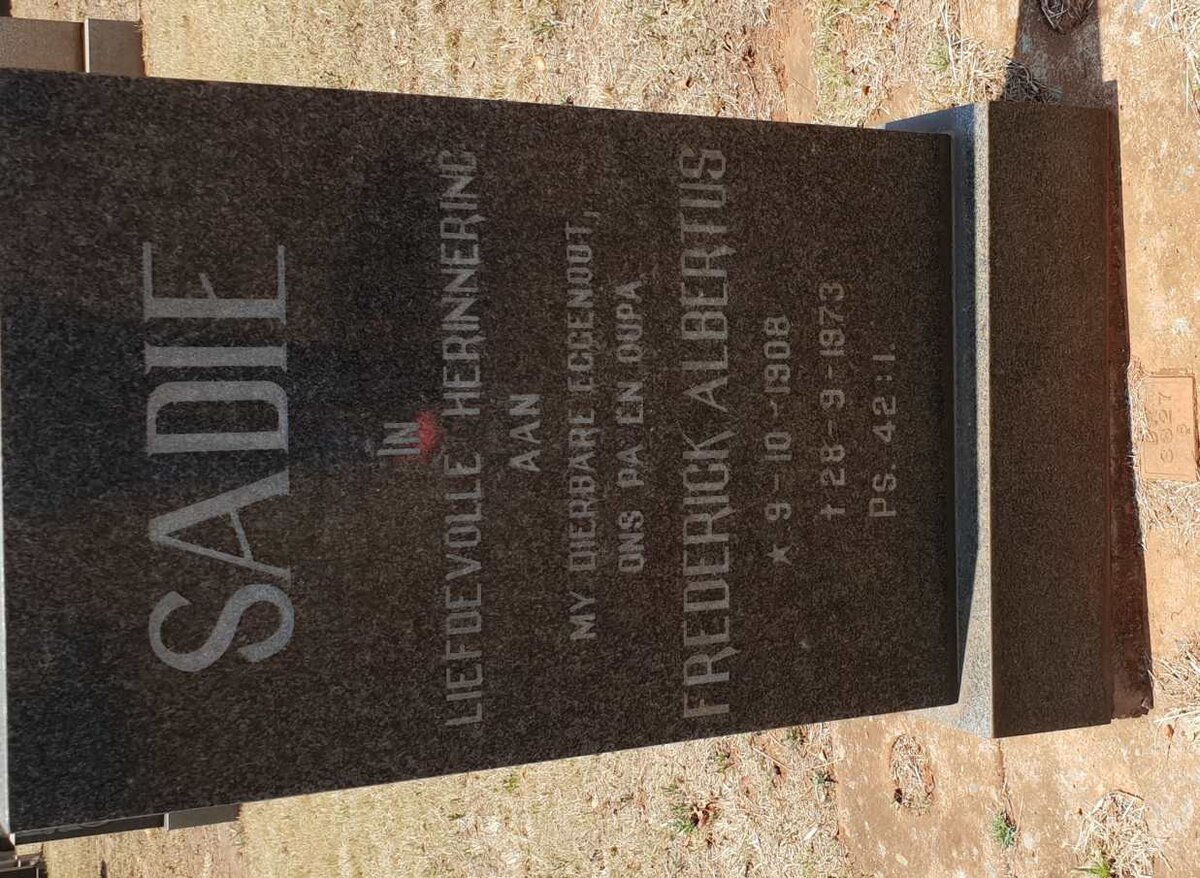 SADIE
IN
LIEFDEVOLLE HERINNERING
AAN
MY DIERBARE EGGENOOT,
ONS PA EN OUPA
FREDERICK ALBERTUS
★ 9-10-1908
† 28-9-1973
PS. 42:1.